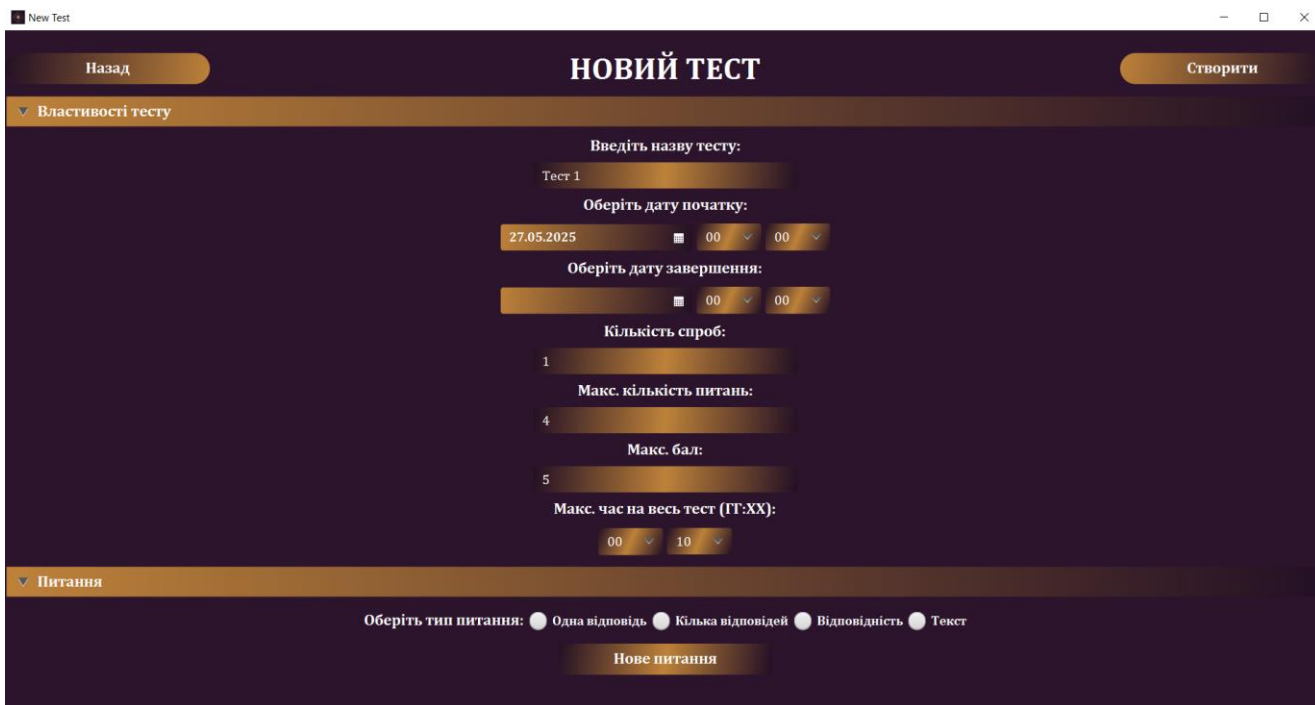 New Test
Назад
НОВИЙ ТЕСТ
Створити
Властивості тесту
Введіть назву тесту:
Тест 1
Оберіть дату початку:
27.05.2025 00 00
Оберіть дату завершення:
00 00
Кількість спроб:
1
Макс. кількість питань:
4
Макс. бал:
5
Макс. час на весь тест (ГГ:ХХ):
00 10
Питання
Оберіть тип питання: Одна відповідь Кілька відповідей Відповідність Текст
Нове питання